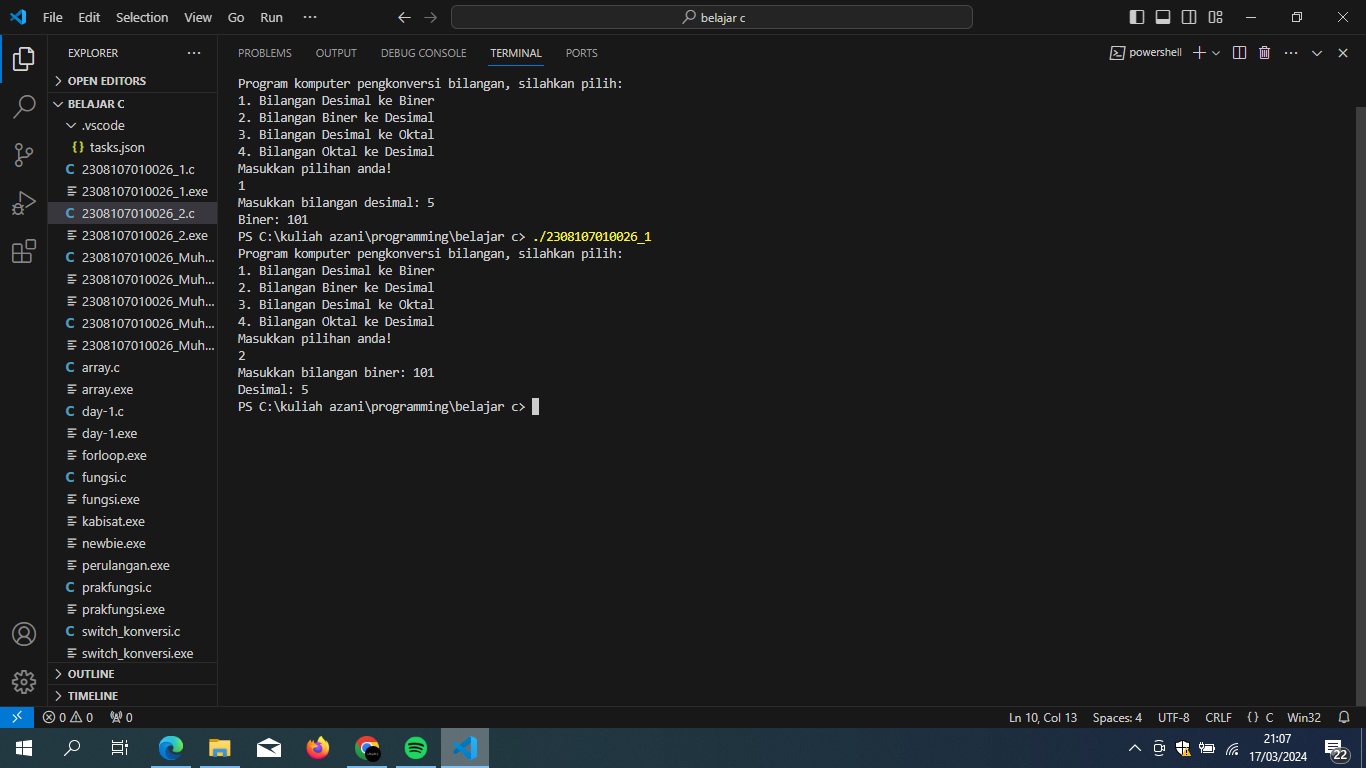 File Edit Selection View Go Run ···
belajar c
EXPLORER ···
OPEN EDITORS
BELAJAR C
.vscode
{} tasks.json
C 2308107010026_1.c
2308107010026_1.exe
C 2308107010026_2.c
2308107010026_2.exe
C 2308107010026_Muh...
2308107010026_Muh...
2308107010026_Muh...
C 2308107010026_Muh...
2308107010026_Muh...
C array.c
array.exe
C day-1.c
day-1.exe
forloop.exe
C fungsi.c
fungsi.exe
kabisat.exe
newbie.exe
perulangan.exe
C prakfungsi.c
prakfungsi.exe
C switch_konversi.c
switch_konversi.exe
OUTLINE
TIMELINE
PROBLEMS OUTPUT DEBUG CONSOLE TERMINAL PORTS
powershell
Program komputer pengkonversi bilangan, silahkan pilih:
1. Bilangan Desimal ke Biner
2. Bilangan Biner ke Desimal
3. Bilangan Desimal ke Oktal
4. Bilangan Oktal ke Desimal
Masukkan pilihan anda!
1
Masukkan bilangan desimal: 5
Biner: 101
PS C:\kuliah azani\programming\belajar c> ./2308107010026_1
Program komputer pengkonversi bilangan, silahkan pilih:
1. Bilangan Desimal ke Biner
2. Bilangan Biner ke Desimal
3. Bilangan Desimal ke Oktal
4. Bilangan Oktal ke Desimal
Masukkan pilihan anda!
2
Masukkan bilangan biner: 101
Desimal: 5
PS C:\kuliah azani\programming\belajar c>
0 0 0
Ln 10, Col 13 Spaces: 4 UTF-8 CRLF {} C Win32
21:07
17/03/2024
22